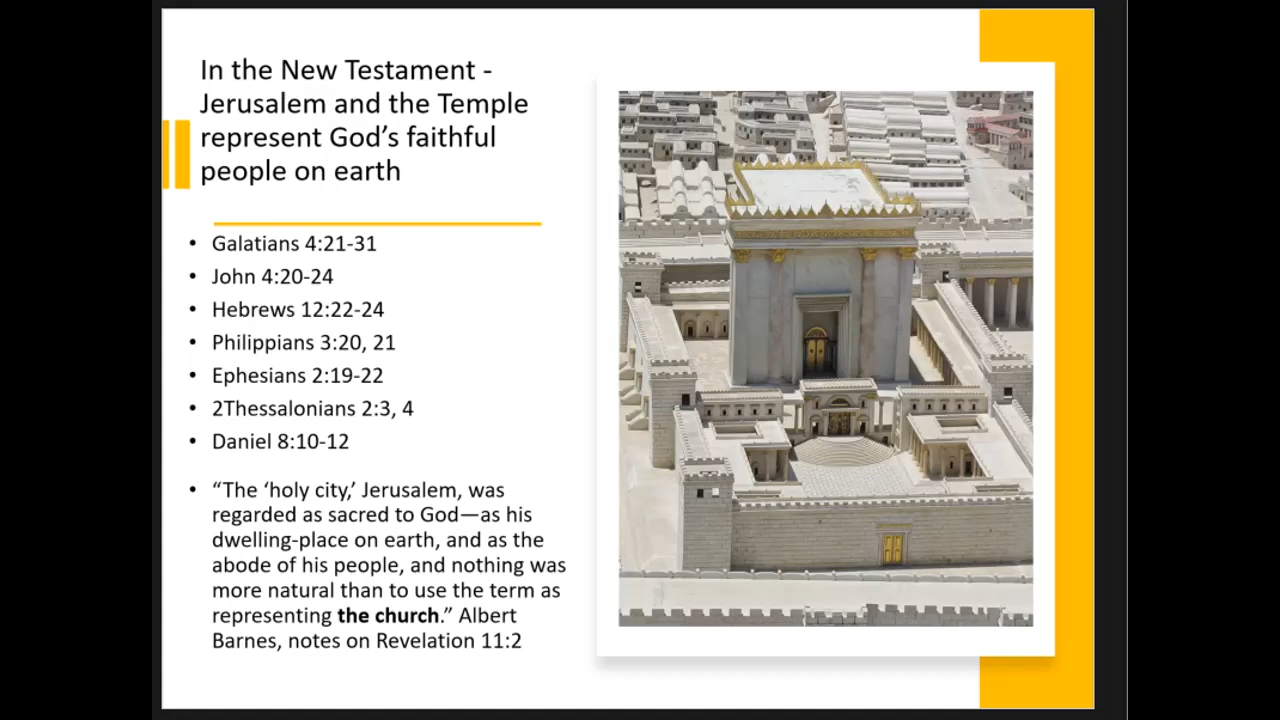 In the New Testament -
Jerusalem and the Temple
represent God’s faithful
people on earth
• Galatians 4:21-31
• John 4:20-24
• Hebrews 12:22-24
• Philippians 3:20, 21
• Ephesians 2:19-22
• 2Thessalonians 2:3, 4
• Daniel 8:10-12
• “The ‘holy city,’ Jerusalem, was
regarded as sacred to God—as his
dwelling-place on earth, and as the
abode of his people, and nothing was
more natural than to use the term as
representing the church.” Albert
Barnes, notes on Revelation 11:2